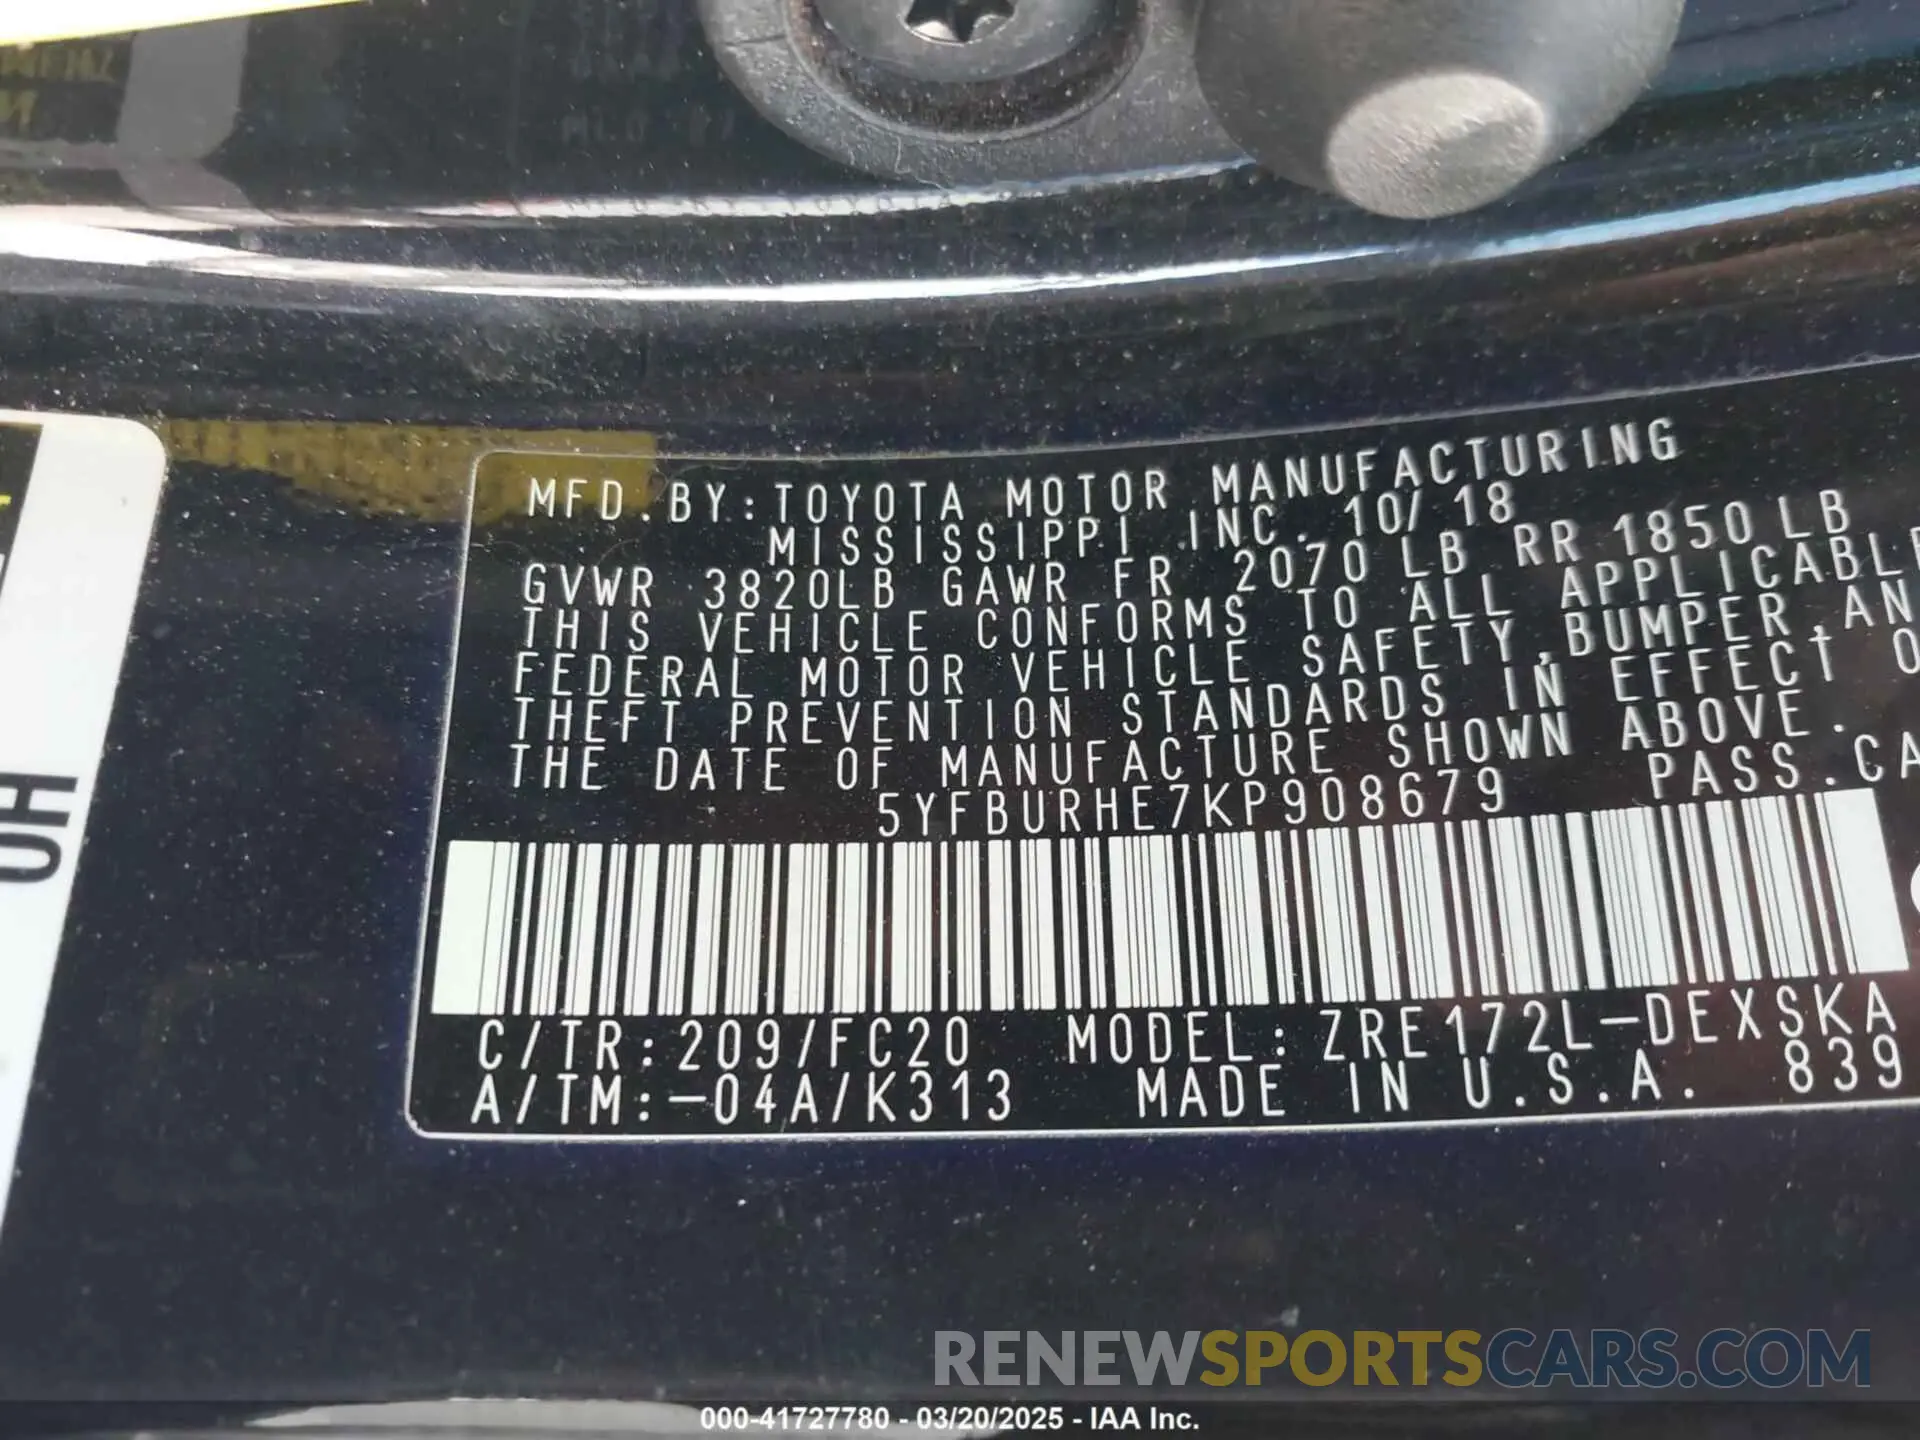 MFD.BY:TOYOTA MOTOR MANUFACTURING
MISSISSIPPI INC. 10/18
GVWR 3820LB GAWR FR 2070 LB RR 1850 LB
THIS VEHICLE CONFORMS TO ALL APPLICABLE
FEDERAL MOTOR VEHICLE SAFETY,BUMPER,AN
THEFT PREVENTION STANDARDS IN EFFECT O
THE DATE OF MANUFACTURE SHOWN ABOVE.
5YFBURHE7KP908679 PASS.CA
C/TR:209/FC20 MODEL:ZRE172L-DEXSKA
A/TM:-04A/K313 MADE IN U.S.A. 839
OH
RENEWSPORTSCARS.COM
000-41727780 - 03/20/2025 - IAA Inc.